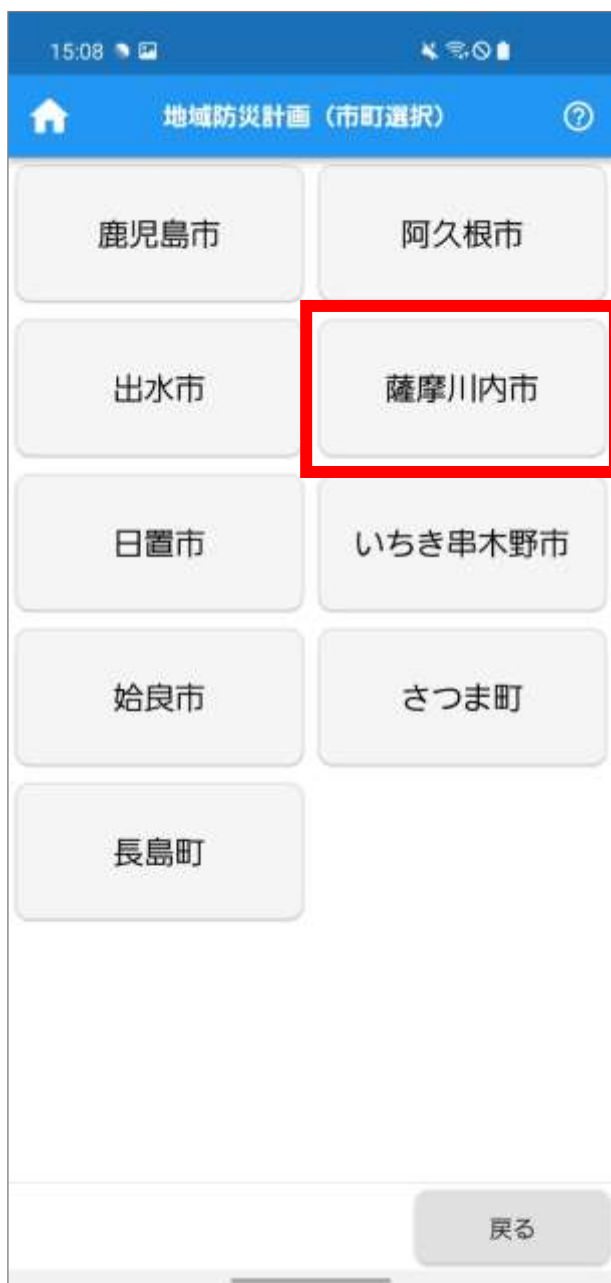 15:08
地域防災計画（市町選択）
鹿児島市
阿久根市
出水市
薩摩川内市
日置市
いちき串木野市
姶良市
さつま町
長島町
戻る